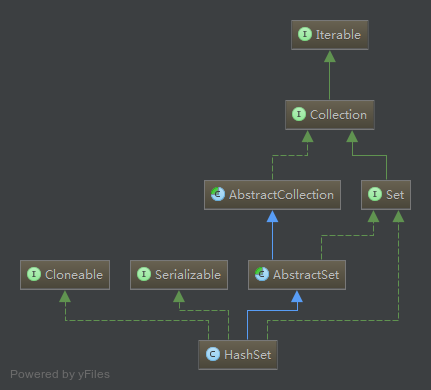 I Iterable
I Collection
C AbstractCollection
I Set
I Cloneable
I Serializable
C AbstractSet
C HashSet
Powered by yFiles